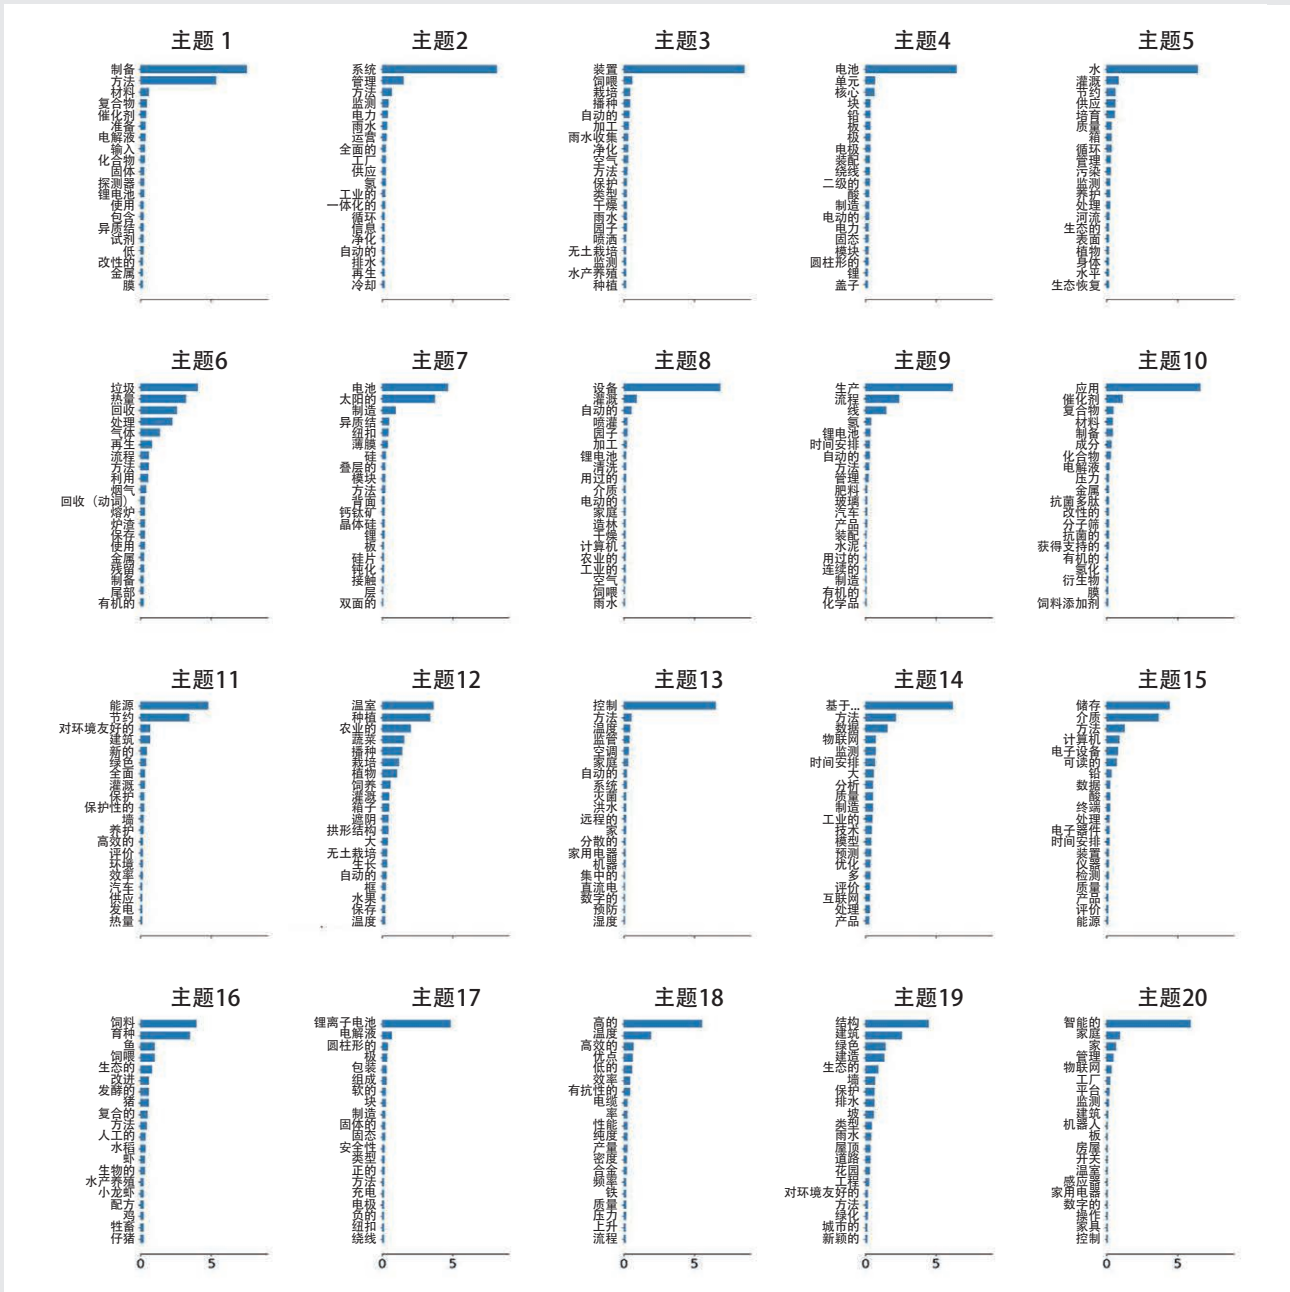 主题 1
制备
方法
材料
复合物
催化剂
准备
电解液
输入
化合物
固体
探测器
锂电池
使用
包含
异质结
试剂
低
改性的
金属
膜
主题2
系统
管理
方法
监测
电力
雨水
运营
全面的
工厂
供应
氢
工业的
一体化的
循环
信息
净化
自动的
排水
再生
冷却
主题3
装置
饲喂
栽培
播种
自动的
加工
雨水收集
净化
空气
方法
保护
类型
干燥
雨水
园子
喷洒
无土栽培
监测
水产养殖
种植
主题4
电池
单元
核心
块
铅
板
极
电极
装配
绕线
二级的
酸
制造
电动的
电力
固态
模块
圆柱形的
锂
盖子
主题5
水
灌溉
节约
供应
培育
质量
箱
循环
管理
污染
监测
养护
处理
河流
生态的
表面
植物
身体
水平
生态恢复
主题6
垃圾
热量
回收
处理
气体
再生
流程
方法
利用
烟气
回收（动词）
熔炉
炉渣
保存
使用
金属
残留
制备
尾部
有机的
主题7
电池
太阳的
制造
异质结
纽扣
薄膜
硅
叠层的
模块
方法
背面
钙钛矿
晶体硅
锂
板
硅片
钝化
接触
层
双面的
主题8
设备
灌溉
自动的
喷灌
园子
加工
锂电池
清洗
用过的
介质
电动的
家庭
造林
干燥
计算机
农业的
工业的
空气
饲喂
雨水
主题9
生产
流程
线
氢
锂电池
时间安排
自动的
方法
管理
肥料
玻璃
汽车
产品
装配
水泥
用过的
连续的
制造
有机的
化学品
主题10
应用
催化剂
复合物
材料
制备
成分
化合物
电解液
压力
金属
抗菌多肽
改性的
分子筛
抗菌的
获得支持的
有机的
氢化
衍生物
膜
饲料添加剂
主题11
能源
节约
对环境友好的
建筑
新的
绿色
全面
灌溉
保护
保护性的
墙
养护
高效的
评价
环境
效率
汽车
供应
发电
热量
主题12
温室
种植
农业的
蔬菜
播种
栽培
植物
饲养
灌溉
箱子
遮阴
拱形结构
大
无土栽培
生长
自动的
框
水果
保存
温度
主题13
控制
方法
温度
监管
空调
家庭
自动的
系统
灭菌
洪水
远程的
家
分散的
家用电器
机器
集中的
直流电
数字的
预防
湿度
主题14
基于...
方法
数据
物联网
监测
时间安排
大
分析
质量
制造
工业的
技术
模型
预测
优化
多
评价
互联网
处理
产品
主题15
储存
介质
方法
计算机
电子设备
可读的
铅
数据
酸
终端
处理
电子器件
时间安排
装置
仪器
检测
质量
产品
评价
能源
主题16
饲料
育种
鱼
饲喂
生态的
改进
发酵的
猪
复合的
方法
人工的
水稻
虾
生物的
水产养殖
小龙虾
配方
鸡
牲畜
仔猪
0 5
主题17
锂离子电池
电解液
圆柱形的
极
包装
组成
软的
块
制造
固体的
固态
安全性
类型
正的
方法
充电
电极
负的
纽扣
绕线
0 5
主题18
高的
温度
高效的
优点
低的
效率
有抗性的
电缆
率
性能
纯度
产量
密度
合金
频率
铁
质量
压力
上升
流程
0 5
主题19
结构
建筑
绿色
建造
生态的
墙
保护
排水
坡
类型
雨水
屋顶
道路
花园
工程
对环境友好的
方法
绿化
城市的
新颖的
0 5
主题20
智能的
家庭
家
管理
物联网
工厂
平台
监测
建筑
机器人
板
房屋
开关
温室
感应器
家用电器
数字的
操作
家具
控制
0 5